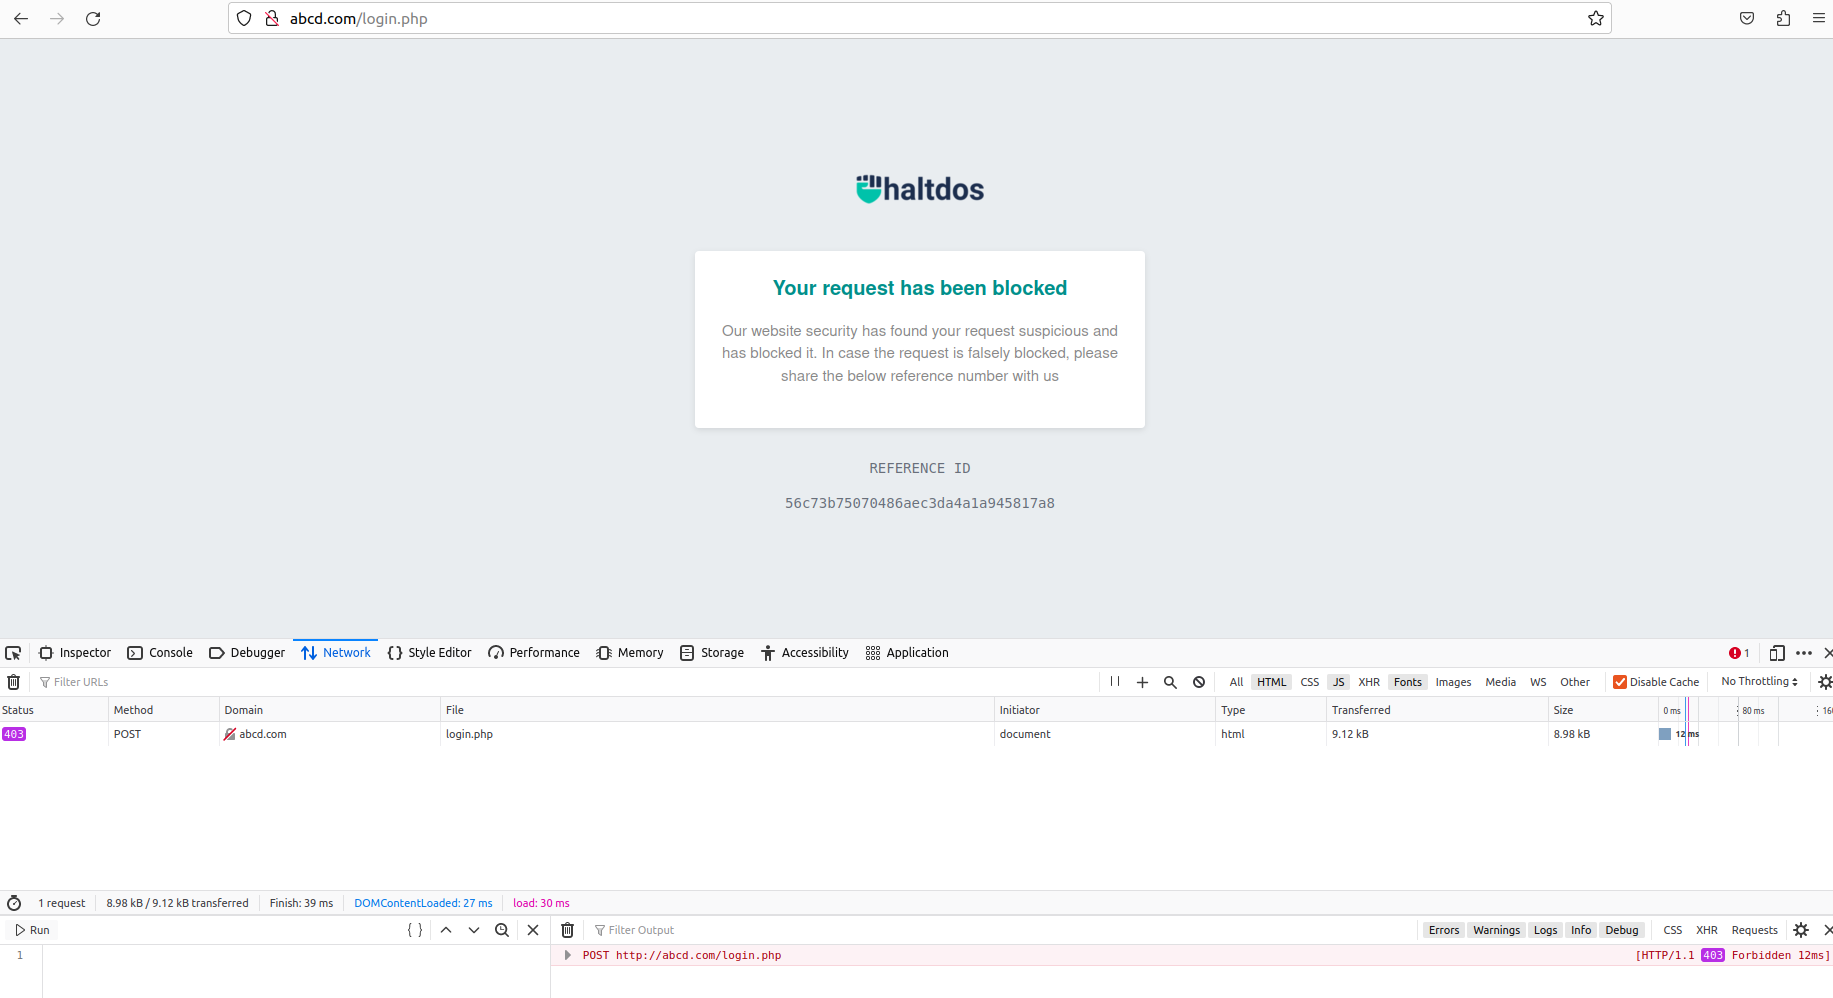 abcd.com/login.php
haltdos
Your request has been blocked
Our website security has found your request suspicious and
has blocked it. In case the request is falsely blocked, please
share the below reference number with us
REFERENCE ID
56c73b75070486aec3da4a1a945817a8
Inspector Console Debugger Network Style Editor Performance Memory Storage Accessibility Application 1
Filter URLs All HTML CSS JS XHR Fonts Images Media WS Other Disable Cache No Throttling
Status Method Domain File Initiator Type Transferred Size 0 ms 80 ms 160
403 POST abcd.com login.php document html 9.12 kB 8.98 kB 12 ms
1 request 8.98 kB / 9.12 kB transferred Finish: 39 ms DOMContentLoaded: 27 ms load: 30 ms
Run { } Filter Output Errors Warnings Logs Info Debug CSS XHR Requests
1 POST http://abcd.com/login.php [HTTP/1.1 403 Forbidden 12ms]